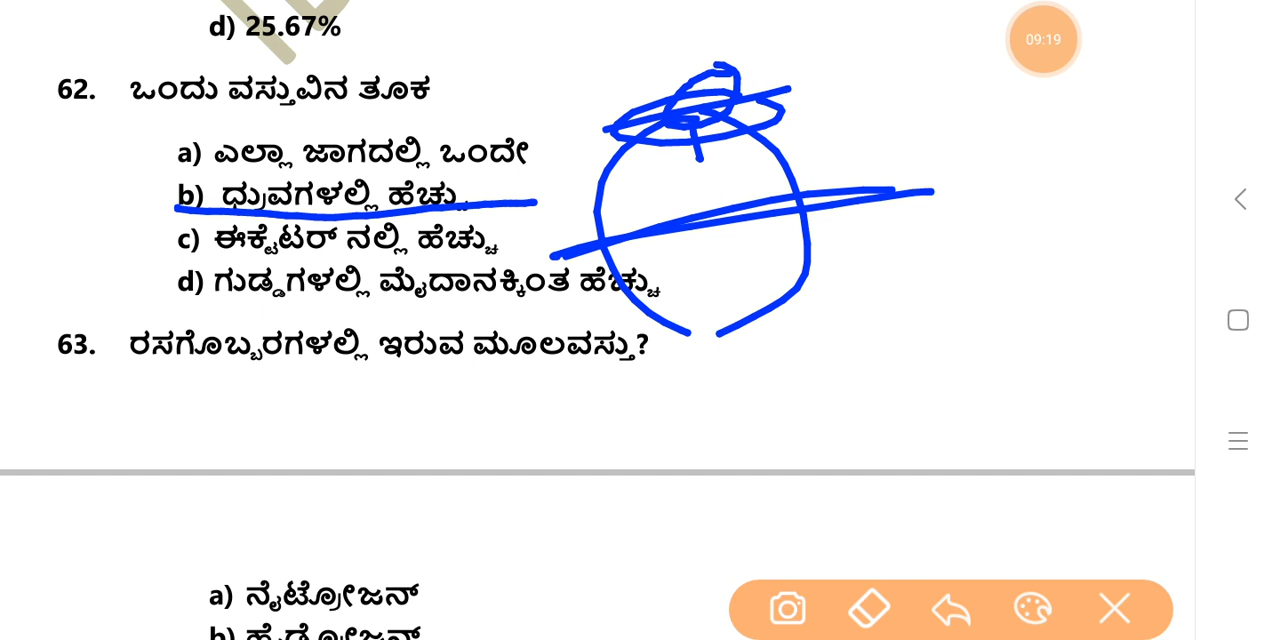 d) 25.67%
09:19
62. ಒಂದು ವಸ್ತುವಿನ ತೂಕ
a) ಎಲ್ಲಾ ಜಾಗದಲ್ಲಿ ಒಂದೇ
b) ಧ್ರುವಗಳಲ್ಲಿ ಹೆಚ್ಚು
c) ಈಕ್ವೆಟರ್ ನಲ್ಲಿ ಹೆಚ್ಚು
d) ಗುಡ್ಡಗಳಲ್ಲಿ ಮೈದಾನಕ್ಕಿಂತ ಹೆಚ್ಚು
63. ರಸಗೊಬ್ಬರಗಳಲ್ಲಿ ಇರುವ ಮೂಲವಸ್ತು?
a) ನೈಟ್ರೋಜನ್
b) ಹೈಡ್ರೋಜನ್